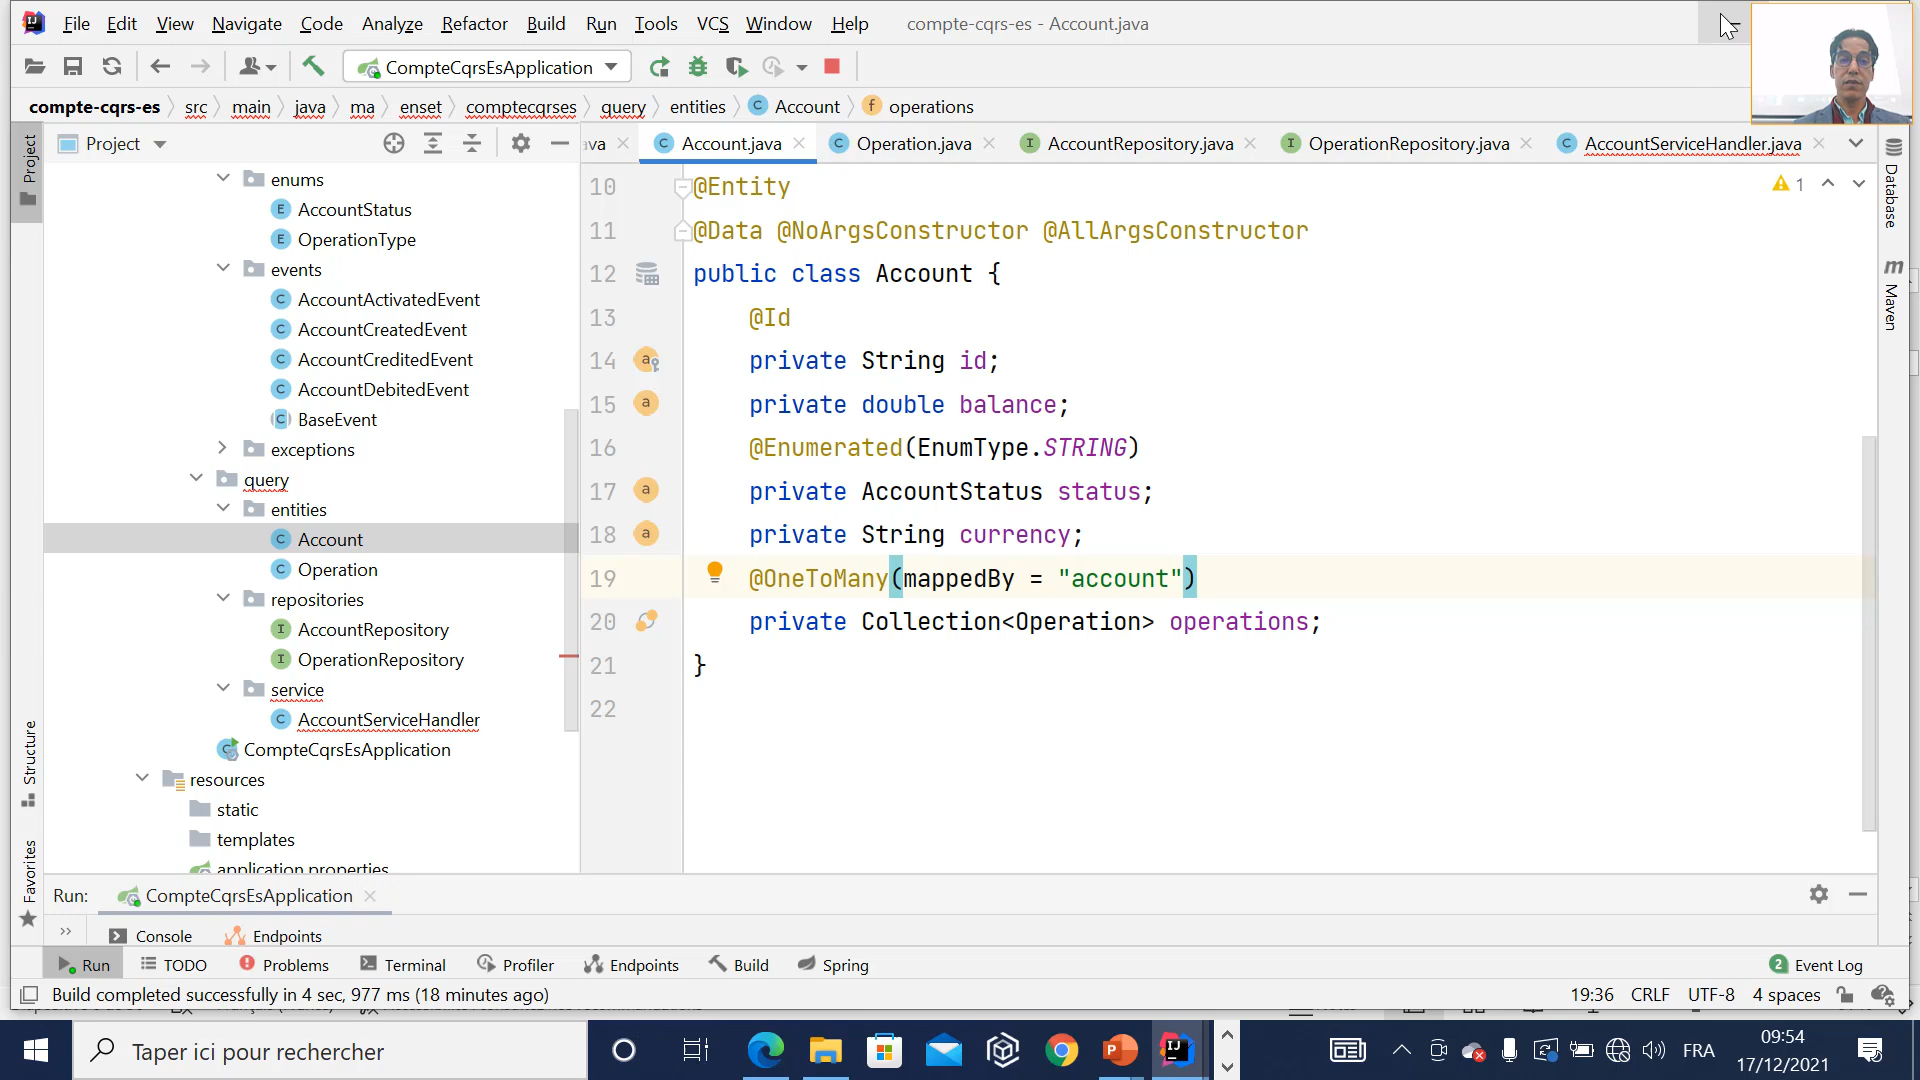 File Edit View Navigate Code Analyze Refactor Build Run Tools VCS Window Help compte-cqrs-es - Account.java
CompteCqrsEsApplication
compte-cqrs-es src main java ma enset comptecqrses query entities Account operations
Project
ava Account.java Operation.java AccountRepository.java OperationRepository.java AccountServiceHandler.java
enums
AccountStatus
OperationType
events
AccountActivatedEvent
AccountCreatedEvent
AccountCreditedEvent
AccountDebitedEvent
BaseEvent
exceptions
query
entities
Account
Operation
repositories
AccountRepository
OperationRepository
service
AccountServiceHandler
CompteCqrsEsApplication
resources
static
templates
application.properties
10 @Entity
11 @Data @NoArgsConstructor @AllArgsConstructor
12 public class Account {
13 @Id
14 private String id;
15 private double balance;
16 @Enumerated(EnumType.STRING)
17 private AccountStatus status;
18 private String currency;
19 @OneToMany(mappedBy = "account")
20 private Collection<Operation> operations;
21 }
22
1
Project
Structure
Favorites
Database
Maven
Run: CompteCqrsEsApplication
Console Endpoints
Run TODO Problems Terminal Profiler Endpoints Build Spring 2 Event Log
Build completed successfully in 4 sec, 977 ms (18 minutes ago) 19:36 CRLF UTF-8 4 spaces
Taper ici pour rechercher
FRA
09:54
17/12/2021